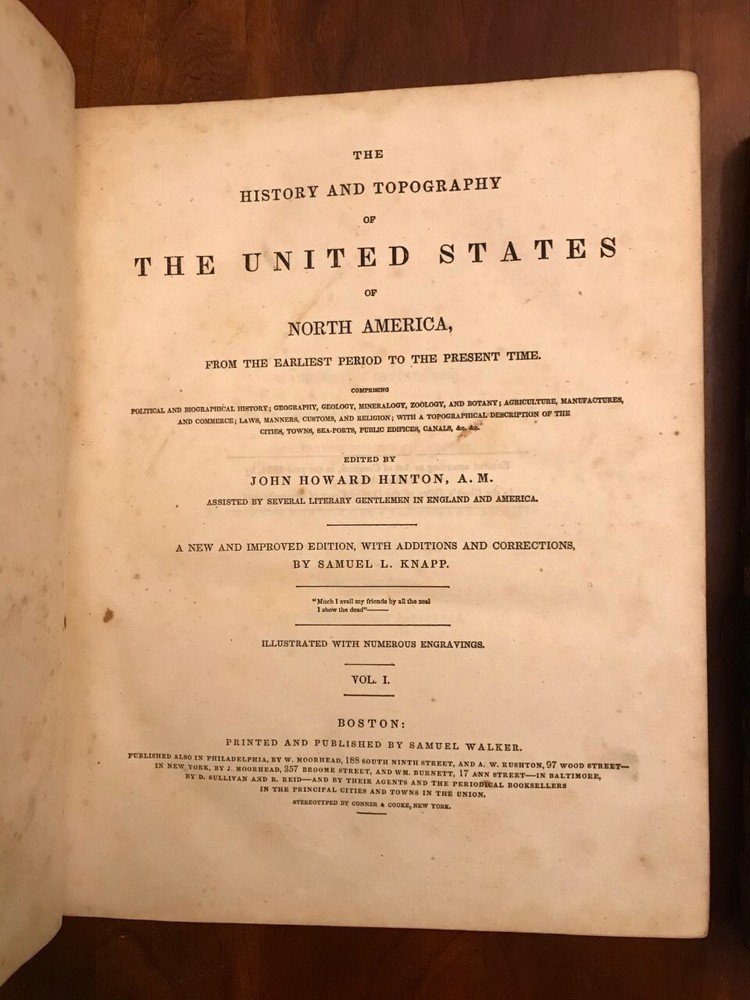 THE
HISTORY AND TOPOGRAPHY
OF
THE UNITED STATES
OF
NORTH AMERICA,
FROM THE EARLIEST PERIOD TO THE PRESENT TIME.
COMPRISING
POLITICAL AND BIOGRAPHICAL HISTORY; GEOGRAPHY, GEOLOGY, MINERALOGY, ZOOLOGY, AND BOTANY; AGRICULTURE, MANUFACTURES,
AND COMMERCE; LAWS, MANNERS, CUSTOMS, AND RELIGION; WITH A TOPOGRAPHICAL DESCRIPTION OF THE
CITIES, TOWNS, SEA-PORTS, PUBLIC EDIFICES, CANALS, &c. &c.
EDITED BY
JOHN HOWARD HINTON, A. M.
ASSISTED BY SEVERAL LITERARY GENTLEMEN IN ENGLAND AND AMERICA.
A NEW AND IMPROVED EDITION, WITH ADDITIONS AND CORRECTIONS,
BY SAMUEL L. KNAPP.
"Much I avail my friends by all the zeal
I show the dead"——
ILLUSTRATED WITH NUMEROUS ENGRAVINGS.
VOL. I.
BOSTON:
PRINTED AND PUBLISHED BY SAMUEL WALKER.
PUBLISHED ALSO IN PHILADELPHIA, BY W. MOORHEAD, 188 SOUTH NINTH STREET, AND A. W. RUSHTON, 97 WOOD STREET—
IN NEW YORK, BY J. MOORHEAD, 357 BROOME STREET, AND WM. BURNETT, 17 ANN STREET—IN BALTIMORE,
BY D. SULLIVAN AND R. REID—AND BY THEIR AGENTS AND THE PERIODICAL BOOKSELLERS
IN THE PRINCIPAL CITIES AND TOWNS IN THE UNION.
STEREOTYPED BY CONNER & COOKE, NEW YORK.